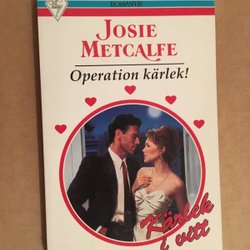 ROMANTIK
JOSIE
METCALFE
Operation kärlek!
Kärlek
i vitt